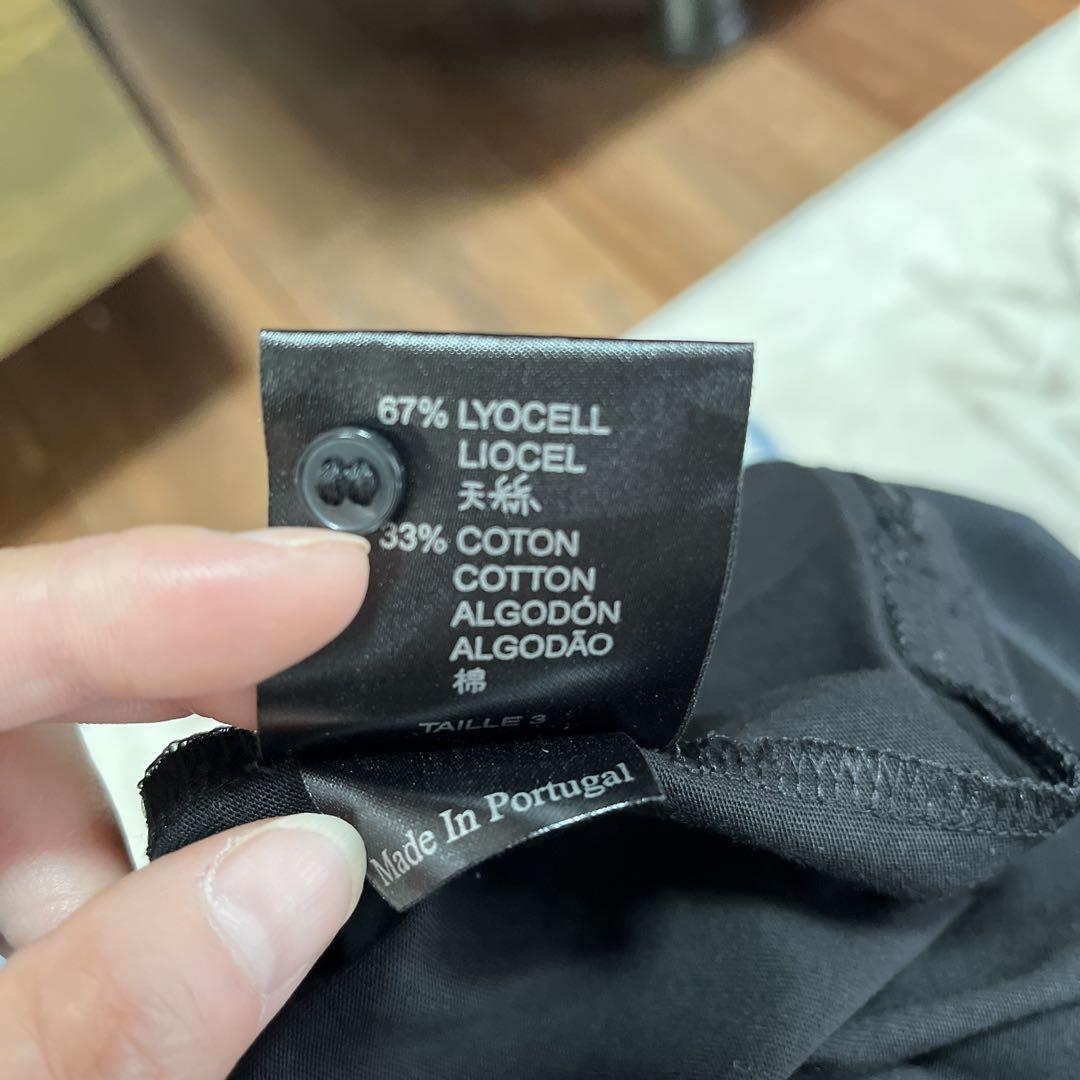 67% LYOCELL
LIOCEL
天絲
33% COTON
COTTON
ALGODÓN
ALGODÃO
棉
TAILLE 3
Made In Portugal